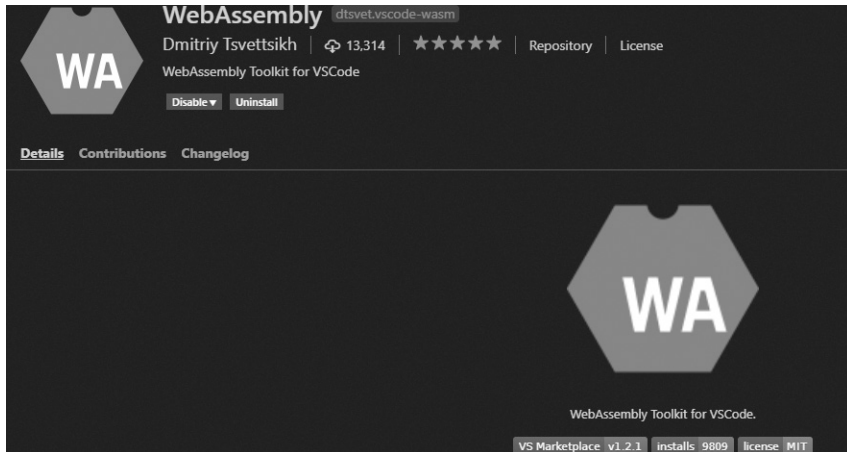 WebAssembly dtsvet.vscode-wasm
WA
Dmitriy Tsvettsikh 13,314 Repository License
WebAssembly Toolkit for VSCode
Disable Uninstall
Details Contributions Changelog
WA
WebAssembly Toolkit for VSCode.
VS Marketplace v1.2.1 installs 9809 license MIT